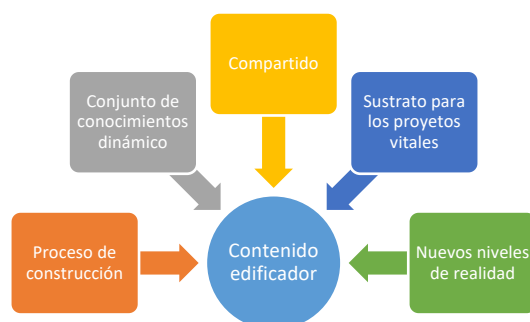 Compartido
Conjunto de
conocimientos
dinámico
Sustrato para
los proyetos
vitales
Proceso de
construcción
Contenido
edificador
Nuevos niveles
de realidad